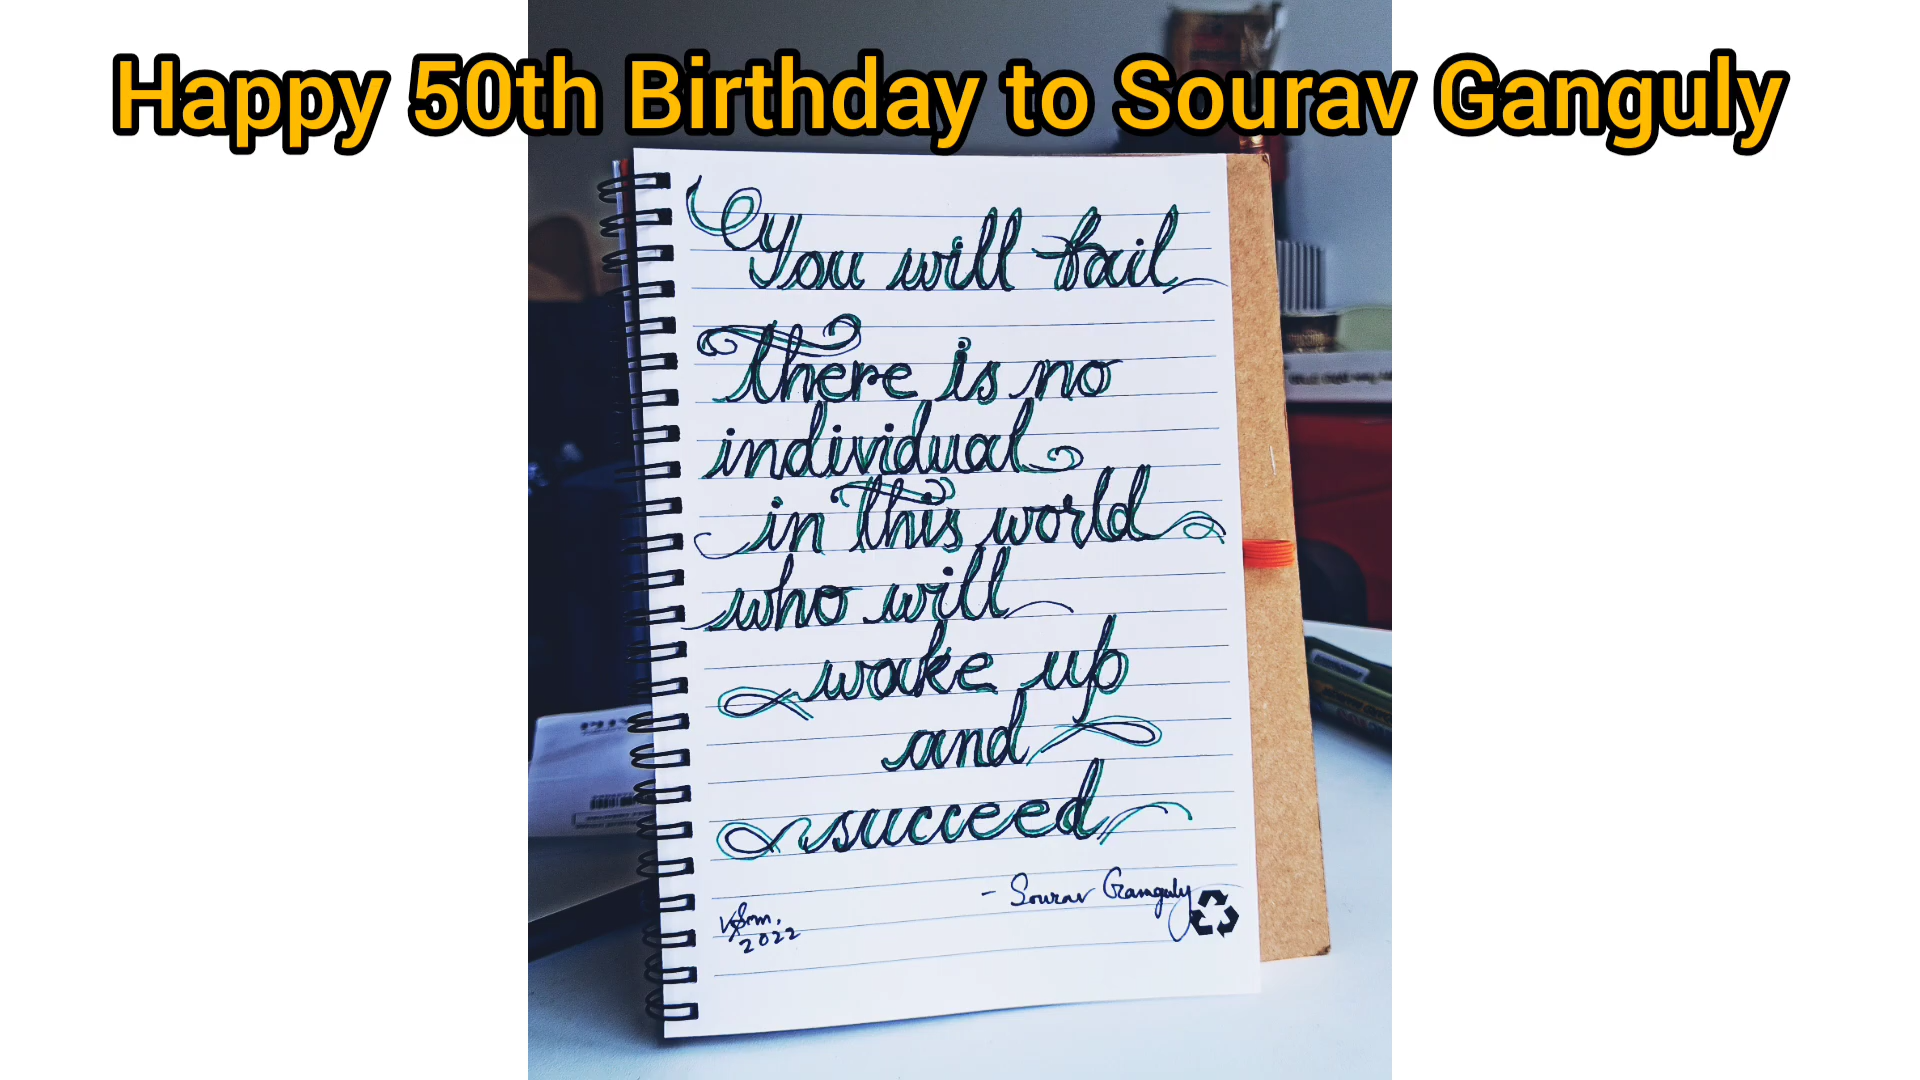 Happy 50th Birthday to Sourav Ganguly
You will fail
There is no
individual
in this world
who will
wake up
and
succeed
- Sourav Ganguly
2022